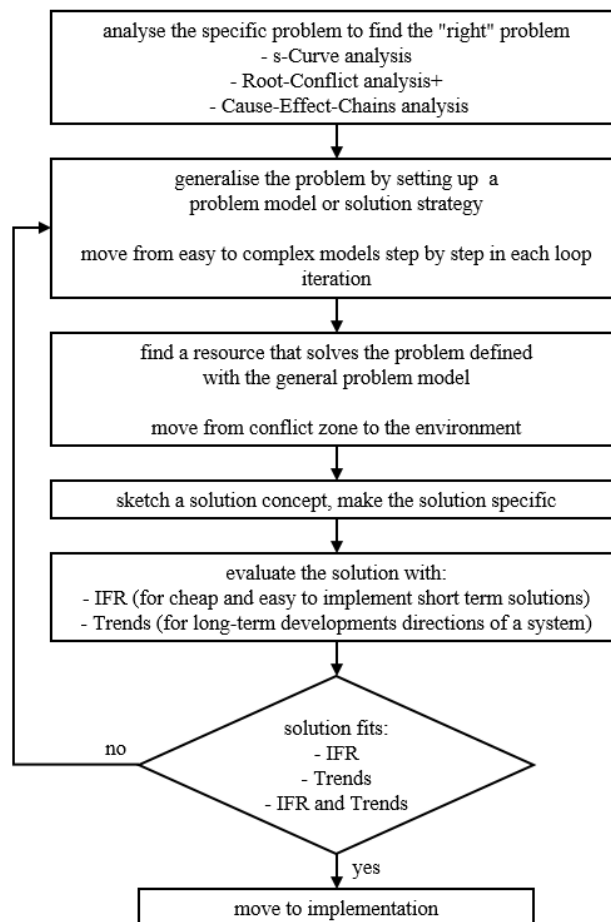 analyse the specific problem to find the "right" problem
- s-Curve analysis
- Root-Conflict analysis+
- Cause-Effect-Chains analysis
generalise the problem by setting up a
problem model or solution strategy
move from easy to complex models step by step in each loop
iteration
find a resource that solves the problem defined
with the general problem model
move from conflict zone to the environment
sketch a solution concept, make the solution specific
evaluate the solution with:
- IFR (for cheap and easy to implement short term solutions)
- Trends (for long-term developments directions of a system)
solution fits:
- IFR
- Trends
- IFR and Trends
no
yes
move to implementation